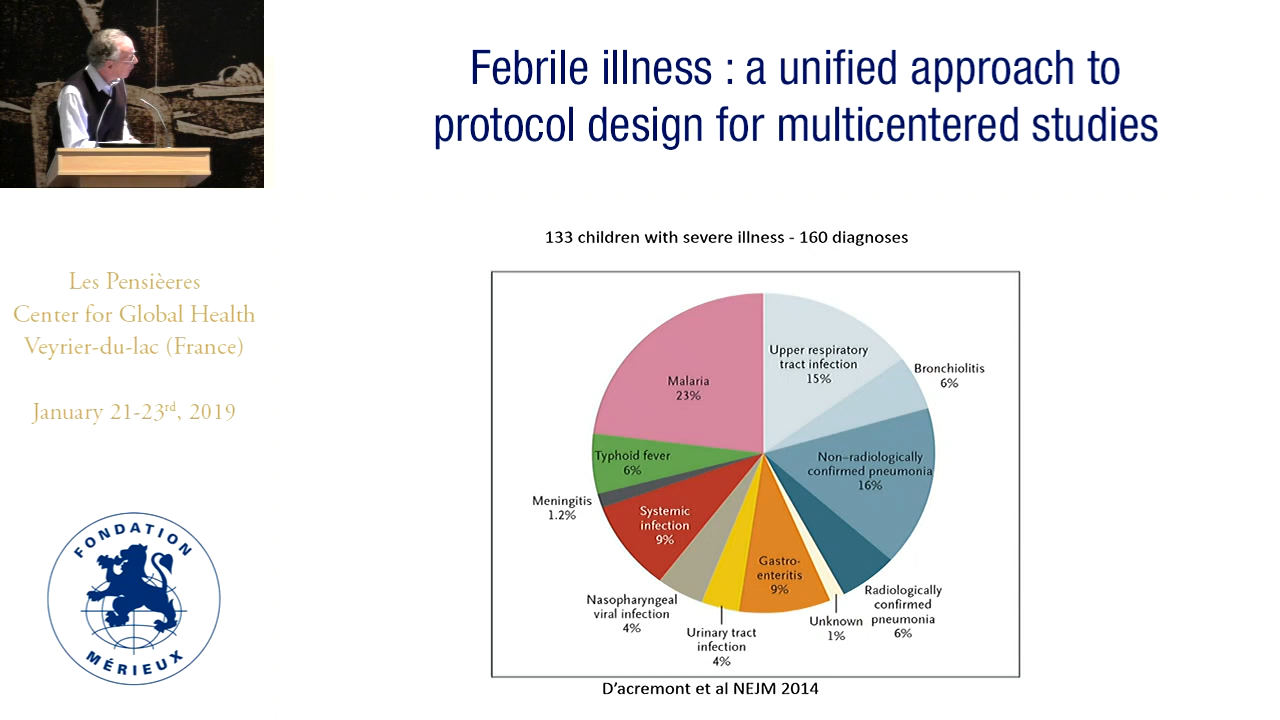 Febrile illness : a unified approach to
protocol design for multicentered studies
Les Pensièeres
Center for Global Health
Veyrier-du-lac (France)
January 21-23rd, 2019
FONDATION
MÉRIEUX
133 children with severe illness - 160 diagnoses
Upper respiratory
tract infection
15%
Bronchiolitis
6%
Non–radiologically
confirmed pneumonia
16%
Radiologically
confirmed
pneumonia
6%
Unknown
1%
Gastro-
enteritis
9%
Urinary tract
infection
4%
Nasopharyngeal
viral infection
4%
Systemic
infection
9%
Meningitis
1.2%
Typhoid fever
6%
Malaria
23%
D’acremont et al NEJM 2014